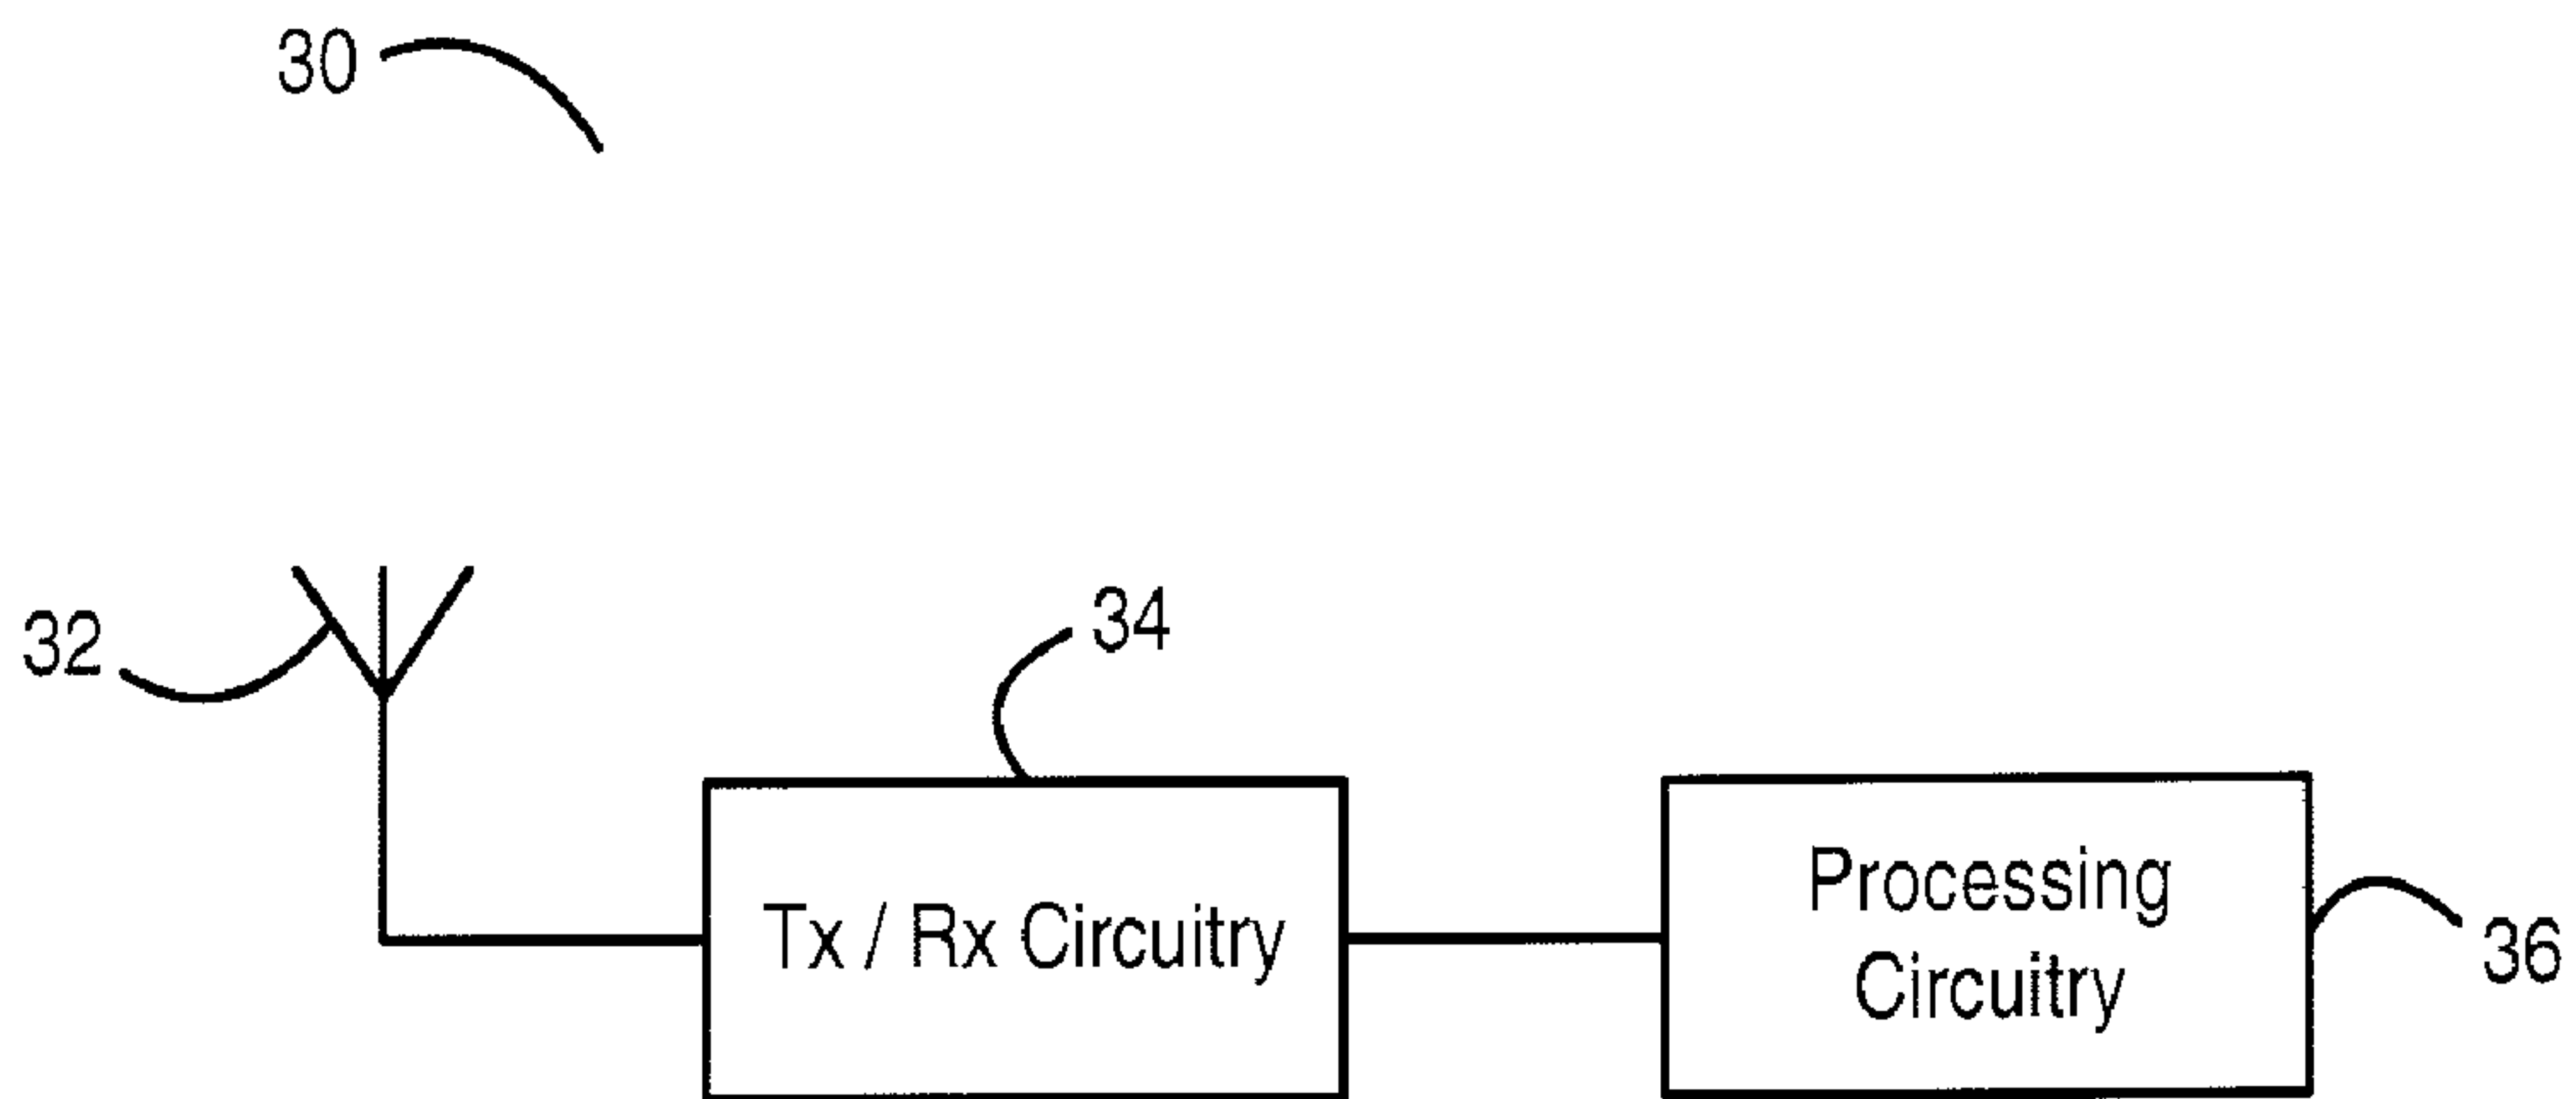 30
32
34
Tx / Rx Circuitry
Processing
Circuitry
36